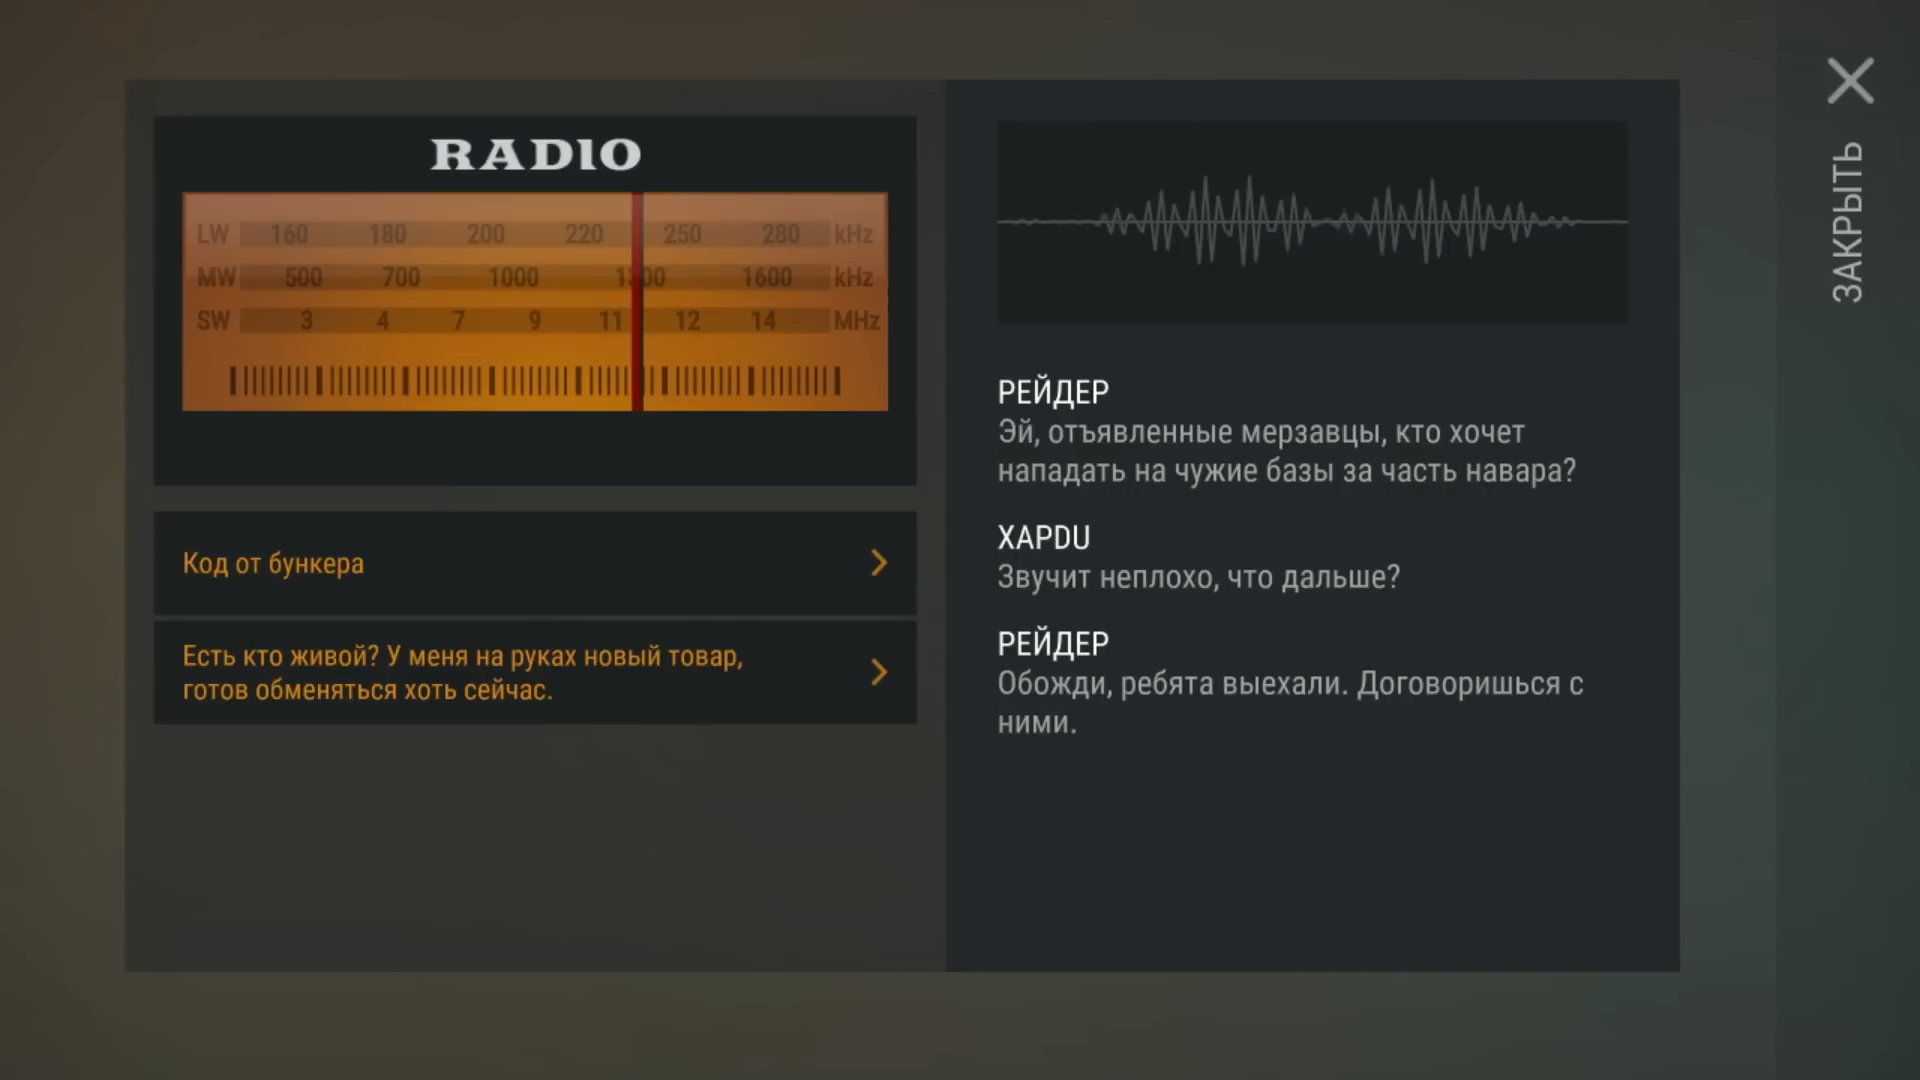 RADIO
LW 160 180 200 220 250 280 kHz
MW 500 700 1000 1300 1600 kHz
SW 3 4 7 9 11 12 14 MHz
Код от бункера
Есть кто живой? У меня на руках новый товар,
готов обменяться хоть сейчас.
РЕЙДЕР
Эй, отъявленные мерзавцы, кто хочет
нападать на чужие базы за часть навара?
XAPDU
Звучит неплохо, что дальше?
РЕЙДЕР
Обожди, ребята выехали. Договоришься с
ними.
ЗАКРЫТЬ